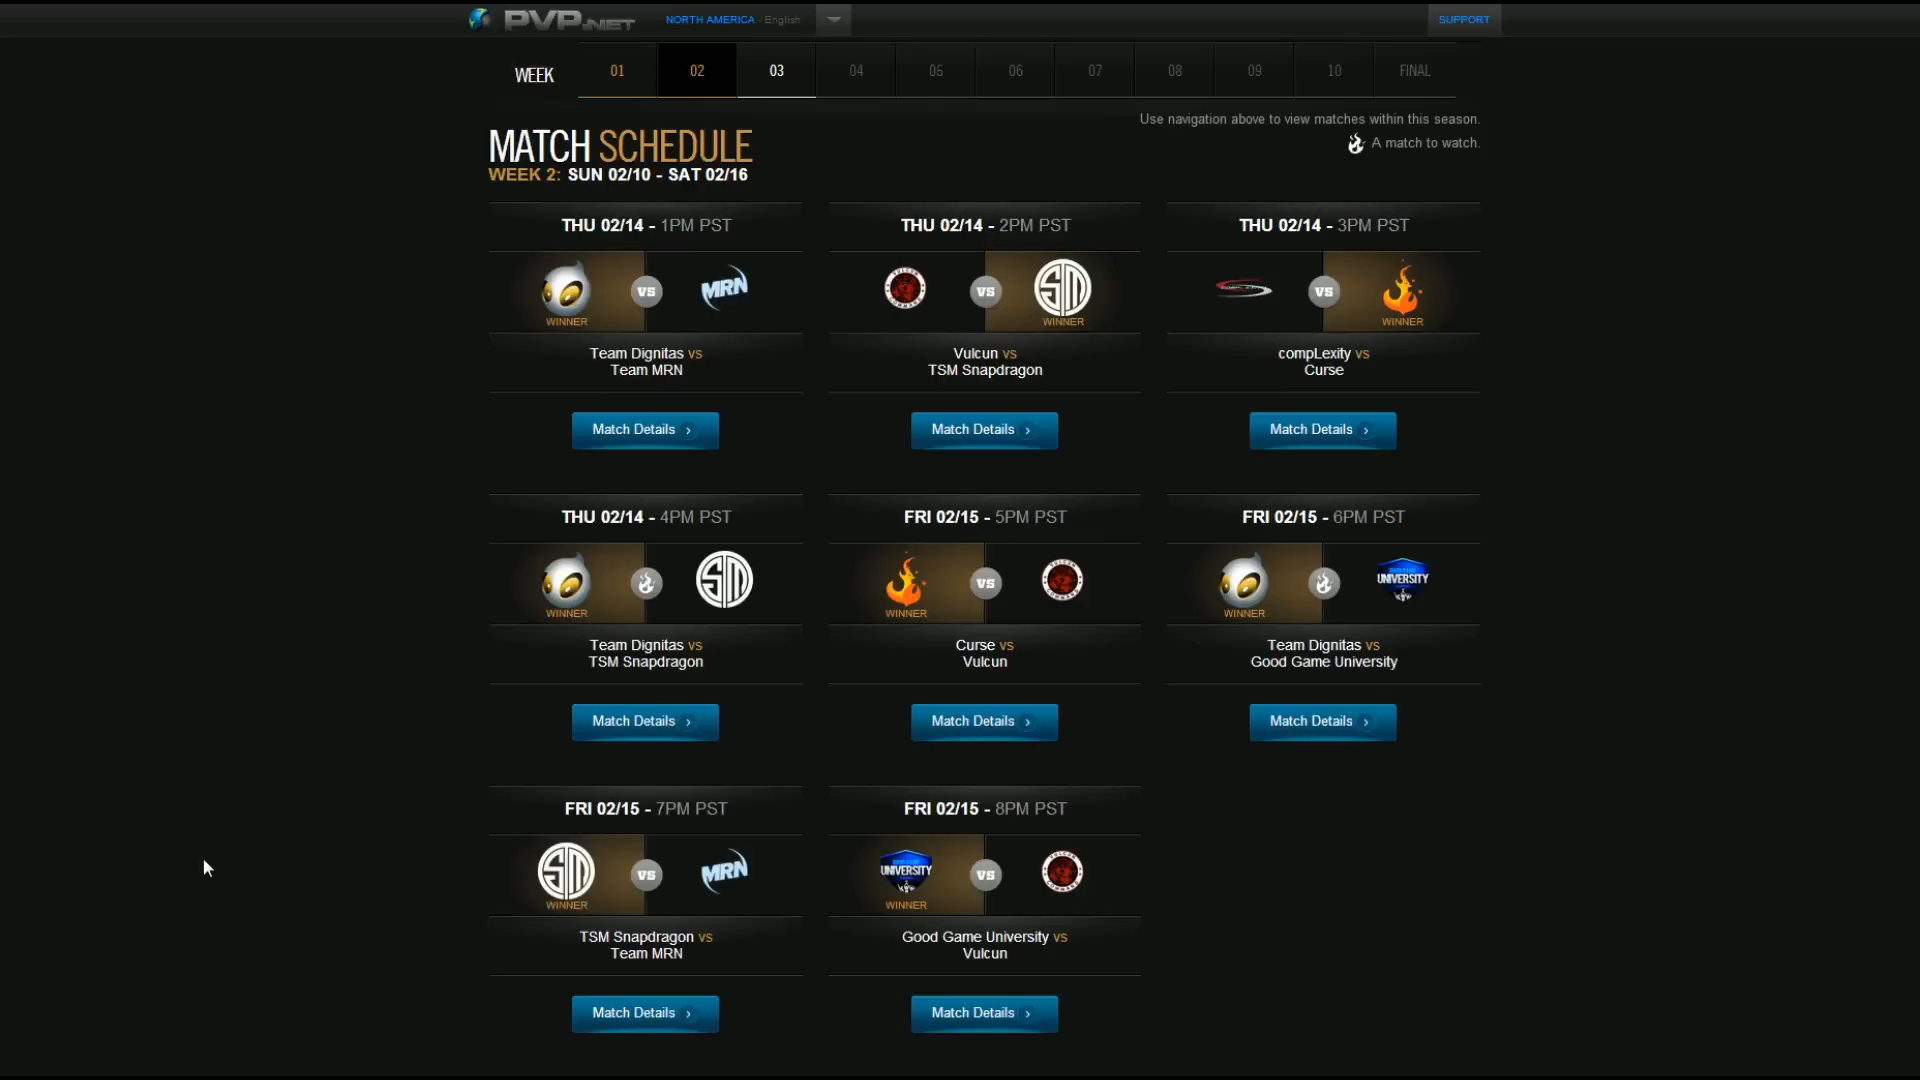 PVP.NET NORTH AMERICA - English SUPPORT
WEEK 01 02 03 04 05 06 07 08 09 10 FINAL
Use navigation above to view matches within this season.
A match to watch.
MATCH SCHEDULE
WEEK 2: SUN 02/10 - SAT 02/16
THU 02/14 - 1PM PST
MRN
VS
WINNER
Team Dignitas vs
Team MRN
Match Details ›
THU 02/14 - 2PM PST
VS
WINNER
Vulcun vs
TSM Snapdragon
Match Details ›
THU 02/14 - 3PM PST
VS
WINNER
compLexity vs
Curse
Match Details ›
THU 02/14 - 4PM PST
WINNER
Team Dignitas vs
TSM Snapdragon
Match Details ›
FRI 02/15 - 5PM PST
VS
WINNER
Curse vs
Vulcun
Match Details ›
FRI 02/15 - 6PM PST
UNIVERSITY
WINNER
Team Dignitas vs
Good Game University
Match Details ›
FRI 02/15 - 7PM PST
MRN
VS
WINNER
TSM Snapdragon vs
Team MRN
Match Details ›
FRI 02/15 - 8PM PST
UNIVERSITY
VS
WINNER
Good Game University vs
Vulcun
Match Details ›